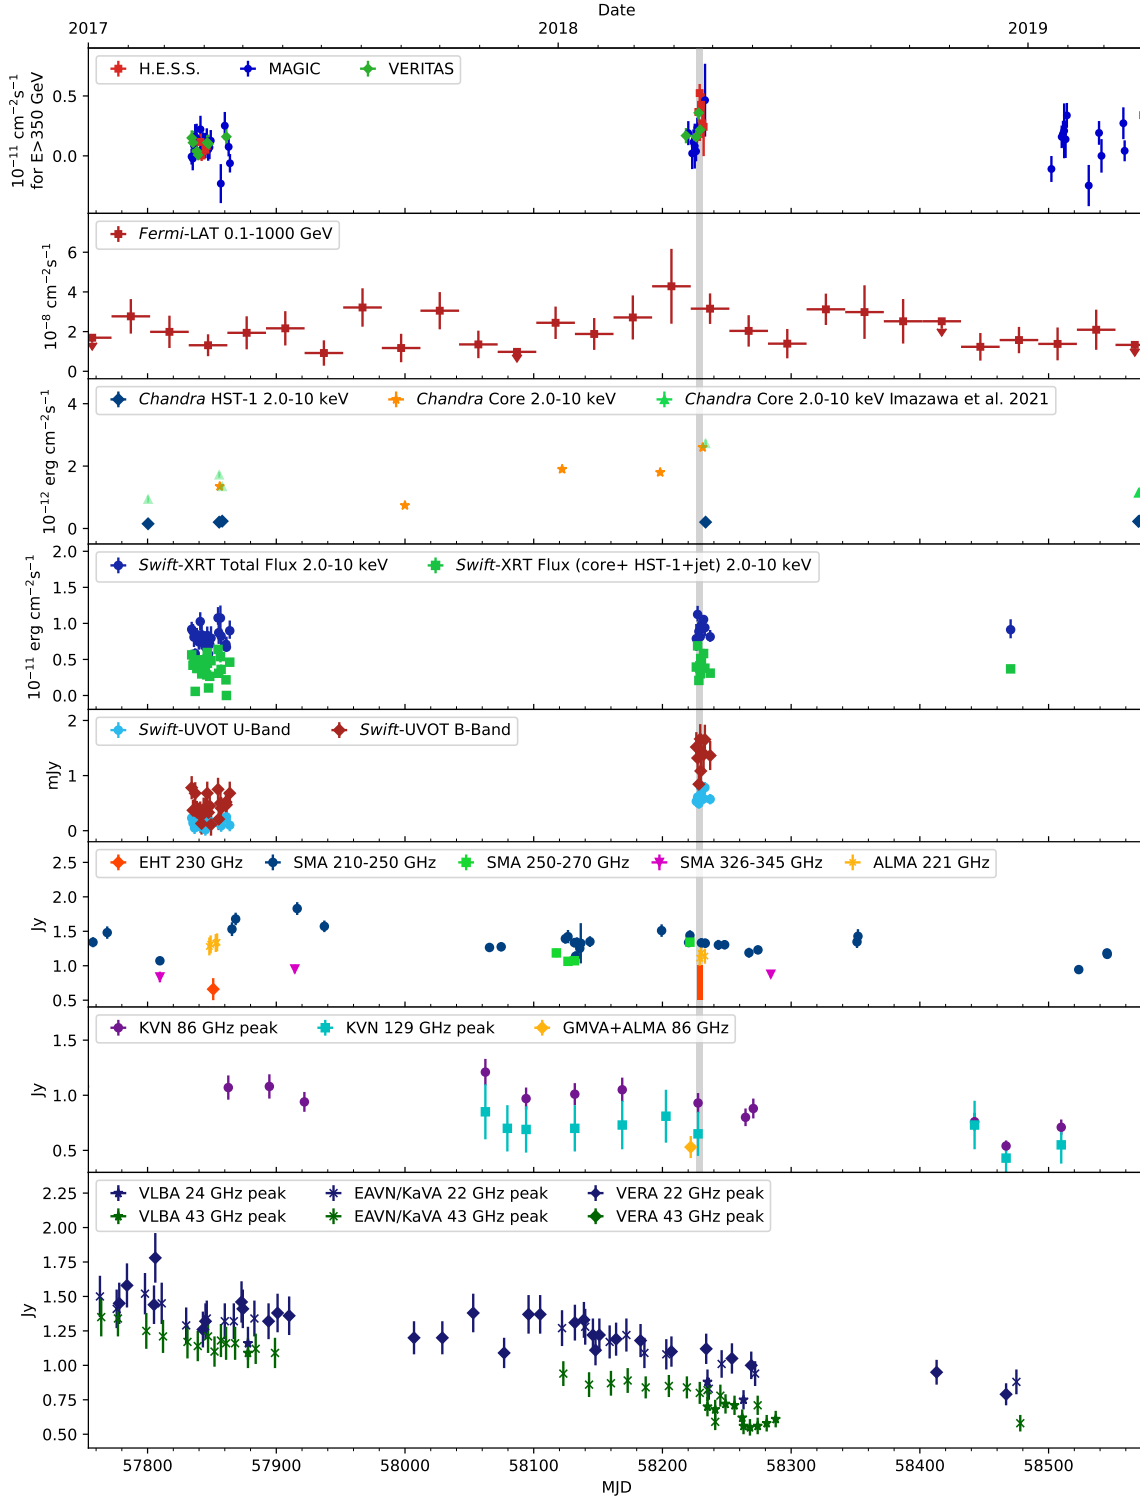 Date
2017 2018 2019
H.E.S.S. MAGIC VERITAS
10⁻¹¹ cm⁻²s⁻¹
for E>350 GeV
0.5
0.0
Fermi-LAT 0.1-1000 GeV
10⁻⁸ cm⁻²s⁻¹
6
4
2
0
Chandra HST-1 2.0-10 keV Chandra Core 2.0-10 keV Chandra Core 2.0-10 keV Imazawa et al. 2021
10⁻¹² erg cm⁻²s⁻¹
4
2
0
Swift-XRT Total Flux 2.0-10 keV Swift-XRT Flux (core+ HST-1+jet) 2.0-10 keV
10⁻¹¹ erg cm⁻²s⁻¹
2.0
1.5
1.0
0.5
0.0
Swift-UVOT U-Band Swift-UVOT B-Band
mJy
2
1
0
EHT 230 GHz SMA 210-250 GHz SMA 250-270 GHz SMA 326-345 GHz ALMA 221 GHz
Jy
2.5
2.0
1.5
1.0
0.5
KVN 86 GHz peak KVN 129 GHz peak GMVA+ALMA 86 GHz
Jy
1.5
1.0
0.5
VLBA 24 GHz peak EAVN/KaVA 22 GHz peak VERA 22 GHz peak
VLBA 43 GHz peak EAVN/KaVA 43 GHz peak VERA 43 GHz peak
Jy
2.25
2.00
1.75
1.50
1.25
1.00
0.75
0.50
57800 57900 58000 58100 58200 58300 58400 58500
MJD